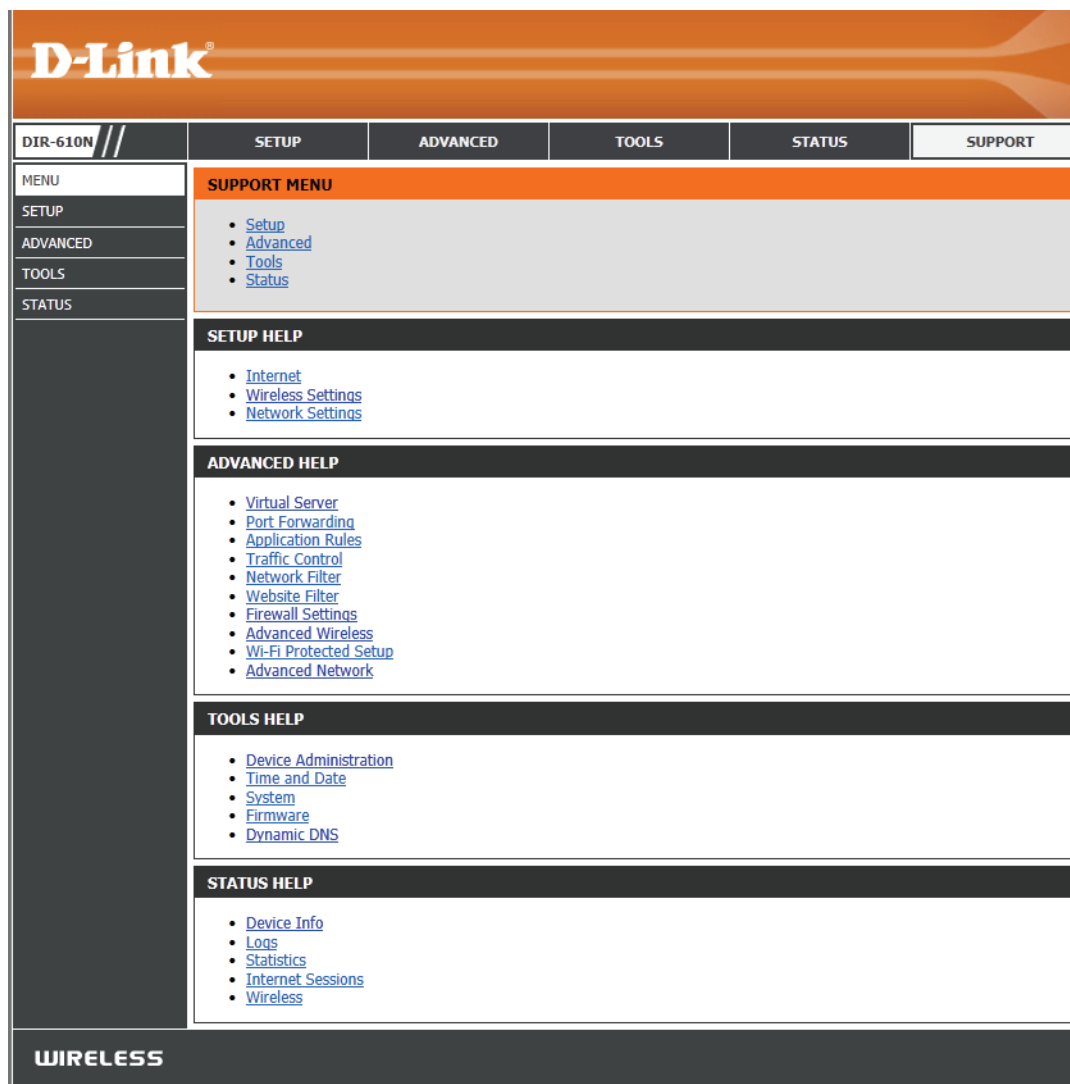 D-Link®
DIR-610N
SETUP
ADVANCED
TOOLS
STATUS
SUPPORT
MENU
SETUP
ADVANCED
TOOLS
STATUS
SUPPORT MENU
Setup
Advanced
Tools
Status
SETUP HELP
Internet
Wireless Settings
Network Settings
ADVANCED HELP
Virtual Server
Port Forwarding
Application Rules
Traffic Control
Network Filter
Website Filter
Firewall Settings
Advanced Wireless
Wi-Fi Protected Setup
Advanced Network
TOOLS HELP
Device Administration
Time and Date
System
Firmware
Dynamic DNS
STATUS HELP
Device Info
Logs
Statistics
Internet Sessions
Wireless
WIRELESS